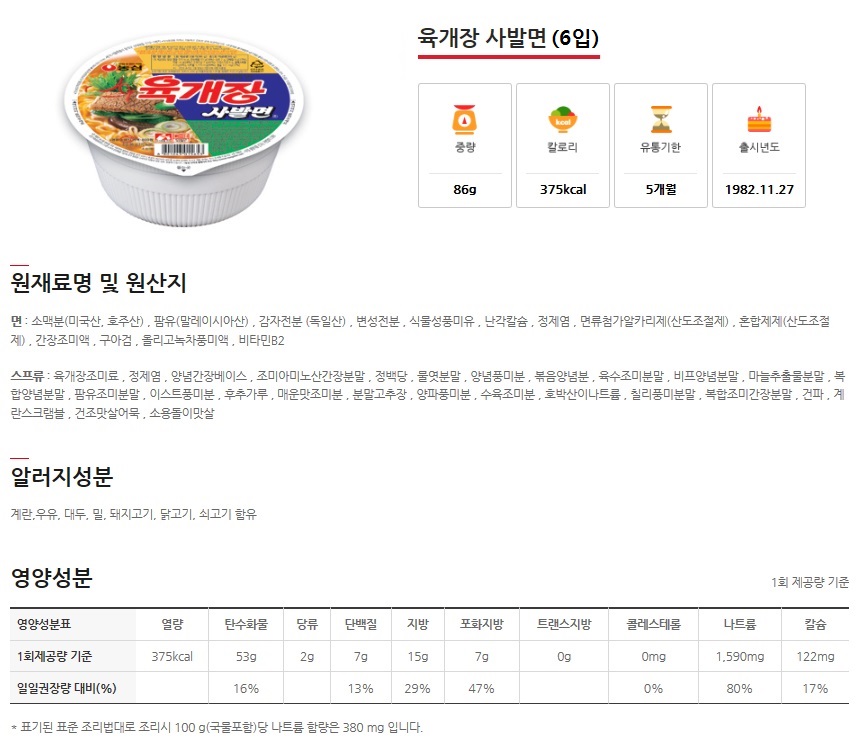 육개장 사발면 (6입)
농심
육개장
사발면
kcal
중량
칼로리
유통기한
출시년도
86g
375kcal
5개월
1982.11.27
원재료명 및 원산지
면 : 소맥분(미국산, 호주산) , 팜유(말레이시아산) , 감자전분 (독일산) , 변성전분 , 식물성풍미유 , 난각칼슘 , 정제염 , 면류첨가알카리제(산도조절제) , 혼합제제(산도조절
제) , 간장조미액 , 구아검 , 올리고녹차풍미액 , 비타민B2
스프류 : 육개장조미료 , 정제염 , 양념간장베이스 , 조미아미노산간장분말 , 정백당 , 물엿분말 , 양념풍미분 , 볶음양념분 , 육수조미분말 , 비프양념분말 , 마늘추출물분말 , 복
합양념분말 , 팜유조미분말 , 이스트풍미분 , 후추가루 , 매운맛조미분 , 분말고추장 , 양파풍미분 , 수육조미분 , 호박산이나트륨 , 칠리풍미분말 , 복합조미간장분말 , 건파 , 계
란스크램블 , 건조맛살어묵 , 소용돌이맛살
알러지성분
계란,우유, 대두, 밀, 돼지고기, 닭고기, 쇠고기 함유
영양성분
1회 제공량 기준
영양성분표 열량 탄수화물 당류 단백질 지방 포화지방 트랜스지방 콜레스테롤 나트륨 칼슘
1회제공량 기준 375kcal 53g 2g 7g 15g 7g 0g 0mg 1,590mg 122mg
일일권장량 대비(%) 16% 13% 29% 47% 0% 80% 17%
* 표기된 표준 조리법대로 조리시 100 g(국물포함)당 나트륨 함량은 380 mg 입니다.